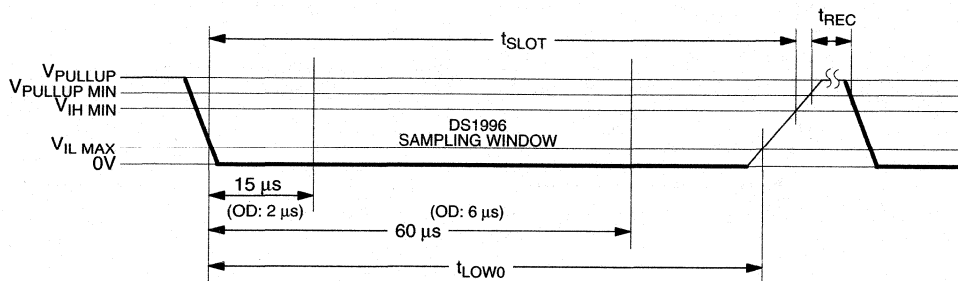 tREC
tSLOT
VPULLUP
VPULLUP MIN
VIH MIN
DS1996
SAMPLING WINDOW
VIL MAX
0V
15 µs
(OD: 2 µs)
(OD: 6 µs)
60 µs
tLOW0